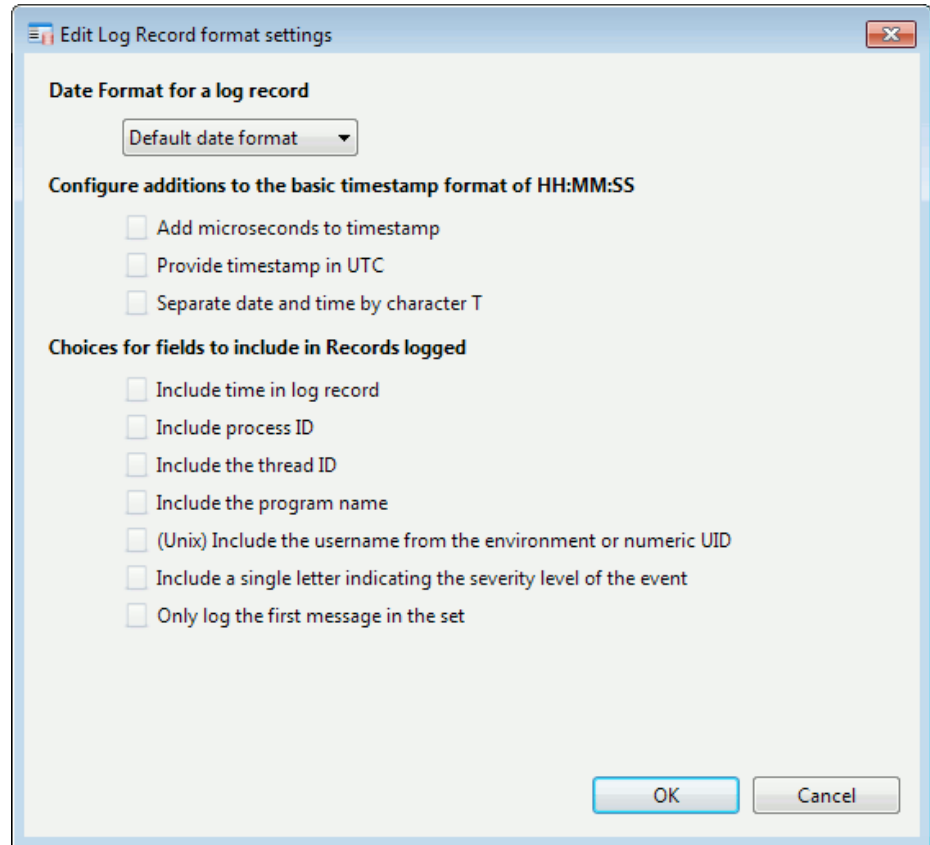 Edit Log Record format settings
Date Format for a log record
Default date format
Configure additions to the basic timestamp format of HH:MM:SS
Add microseconds to timestamp
Provide timestamp in UTC
Separate date and time by character T
Choices for fields to include in Records logged
Include time in log record
Include process ID
Include the thread ID
Include the program name
(Unix) Include the username from the environment or numeric UID
Include a single letter indicating the severity level of the event
Only log the first message in the set
OK Cancel